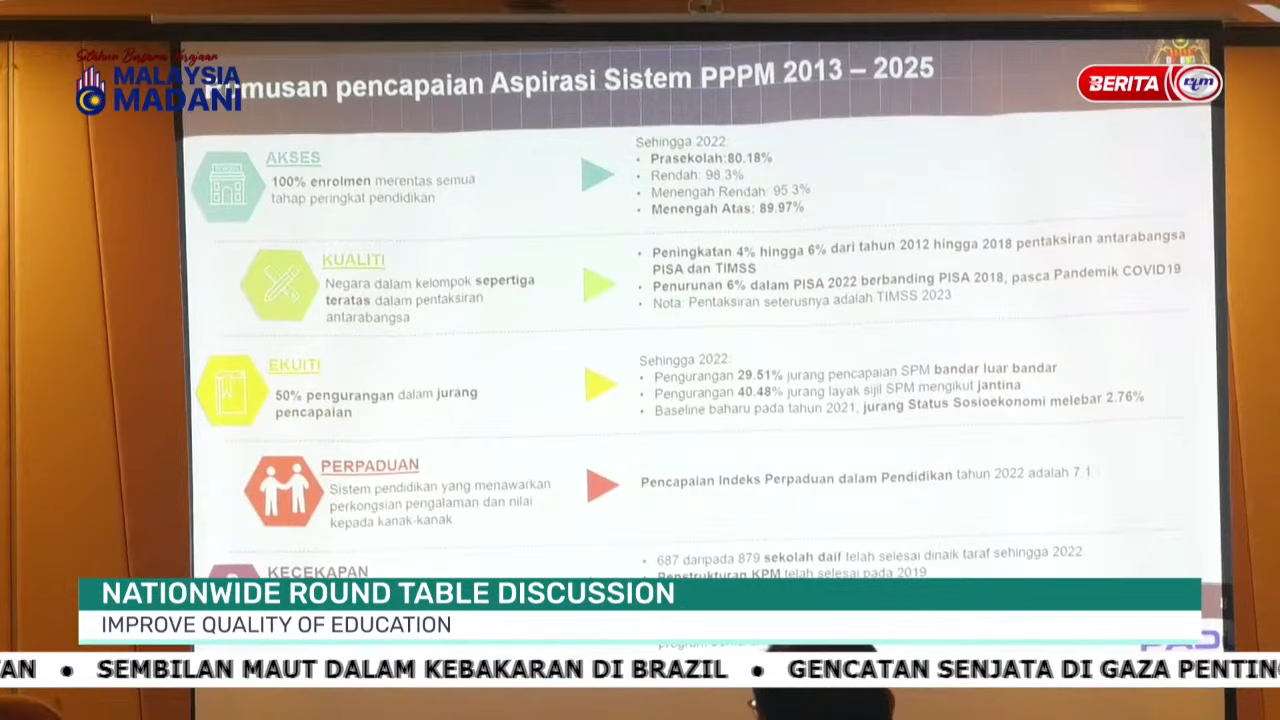 Setahun Bersama Kerajaan
MALAYSIA
MADANI
musan pencapaian Aspirasi Sistem PPPM 2013 – 2025
BERITA rtm
AKSES
100% enrolmen merentas semua
tahap peringkat pendidikan
Sehingga 2022:
• Prasekolah:80.18%
• Rendah: 98.3%
• Menengah Rendah: 95.3%
• Menengah Atas: 89.97%
KUALITI
Negara dalam kelompok sepertiga
teratas dalam pentaksiran
antarabangsa
• Peningkatan 4% hingga 6% dari tahun 2012 hingga 2018 pentaksiran antarabangsa
PISA dan TIMSS
• Penurunan 6% dalam PISA 2022 berbanding PISA 2018, pasca Pandemik COVID19
• Nota: Pentaksiran seterusnya adalah TIMSS 2023
EKUITI
50% pengurangan dalam jurang
pencapaian
Sehingga 2022:
• Pengurangan 29.51% jurang pencapaian SPM bandar luar bandar
• Pengurangan 40.48% jurang layak sijil SPM mengikut jantina
• Baseline baharu pada tahun 2021, jurang Status Sosioekonomi melebar 2.76%
PERPADUAN
Sistem pendidikan yang menawarkan
perkongsian pengalaman dan nilai
kepada kanak-kanak
Pencapaian Indeks Perpaduan dalam Pendidikan tahun 2022 adalah 7.1
KECEKAPAN
• 687 daripada 879 sekolah daif telah selesai dinaik taraf sehingga 2022.
Penstrukturan KPM telah selesai pada 2019
NATIONWIDE ROUND TABLE DISCUSSION
IMPROVE QUALITY OF EDUCATION
TAN • SEMBILAN MAUT DALAM KEBAKARAN DI BRAZIL • GENCATAN SENJATA DI GAZA PENTING